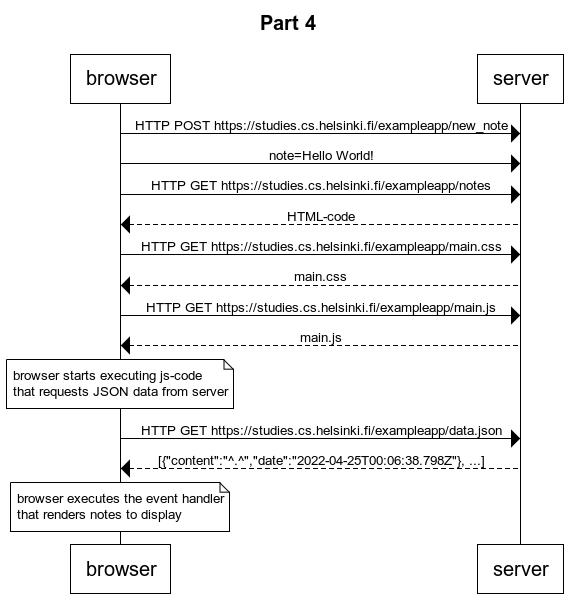 Part 4
browser
server
HTTP POST https://studies.cs.helsinki.fi/exampleapp/new_note
note=Hello World!
HTTP GET https://studies.cs.helsinki.fi/exampleapp/notes
HTML-code
HTTP GET https://studies.cs.helsinki.fi/exampleapp/main.css
main.css
HTTP GET https://studies.cs.helsinki.fi/exampleapp/main.js
main.js
browser starts executing js-code
that requests JSON data from server
HTTP GET https://studies.cs.helsinki.fi/exampleapp/data.json
[{"content":"^.^","date":"2022-04-25T00:06:38.798Z"}, ...]
browser executes the event handler
that renders notes to display
browser
server